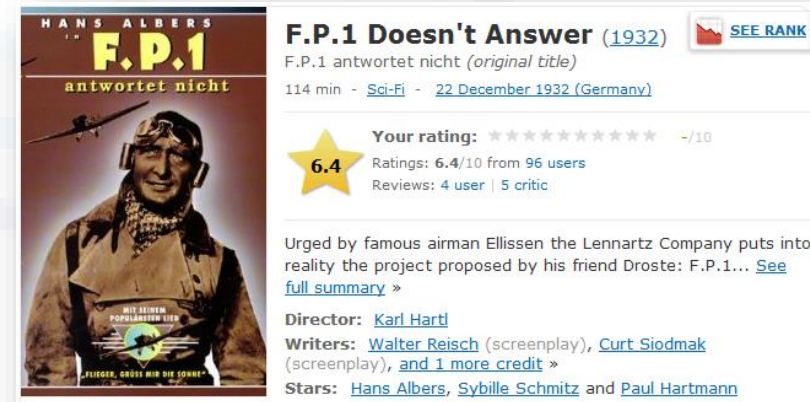 HANS ALBERS
IN
F.P.1
antwortet nicht
MIT SEINEM
POPULÄRSTEN LIED
„FLIEGER, GRÜSS MIR DIE SONNE"
F.P.1 Doesn't Answer (1932)
SEE RANK
F.P.1 antwortet nicht (original title)
114 min - Sci-Fi - 22 December 1932 (Germany)
6.4
Your rating: -/10
Ratings: 6.4/10 from 96 users
Reviews: 4 user | 5 critic
Urged by famous airman Ellissen the Lennartz Company puts into
reality the project proposed by his friend Droste: F.P.1... See
full summary »
Director: Karl Hartl
Writers: Walter Reisch (screenplay), Curt Siodmak
(screenplay), and 1 more credit »
Stars: Hans Albers, Sybille Schmitz and Paul Hartmann